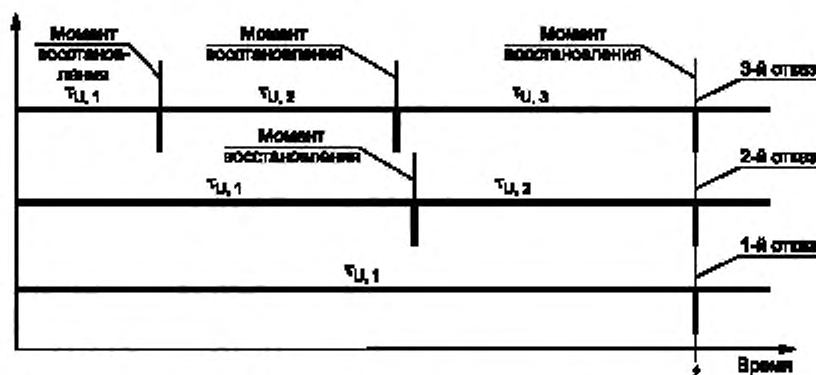 Момент
восстанов-
ления
Момент
восстановления
Момент
восстановления
3-й отказ
τU, 1
τU, 2
τU, 3
Момент
восстановления
2-й отказ
τU, 1
τU, 2
1-й отказ
τU, 1
Время